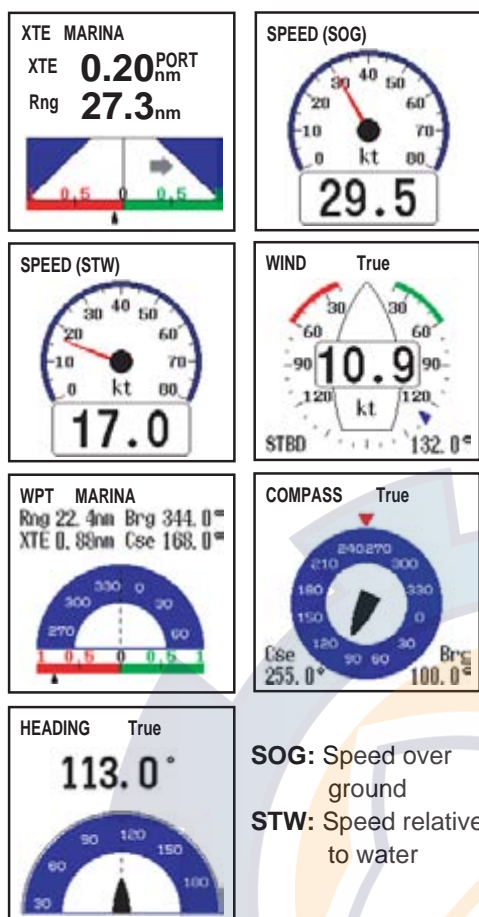 XTE MARINA
XTE 0.20 PORT nm
Rng 27.3 nm
1 0.5 0 0.5 1
SPEED (SOG)
0 10 20 30 40 50 60 70 80
kt
29.5
SPEED (STW)
0 10 20 30 40 50 60 70 80
kt
17.0
WIND True
30 30
60 60
90 10.9 90
120 kt 120
STBD 132.0°
WPT MARINA
Rng 22.4nm Brg 344.0°
XTE 0.88nm Cse 168.0°
270 300 330 0 30 60
1 0.5 0 0.5 1
COMPASS True
240 270
210 300
180 330
150 0
120 90 60 30
Cse Brg
255.0° 100.0°
HEADING True
113.0°
30 60 90 120 150 180
SOG: Speed over
ground
STW: Speed relative
to water